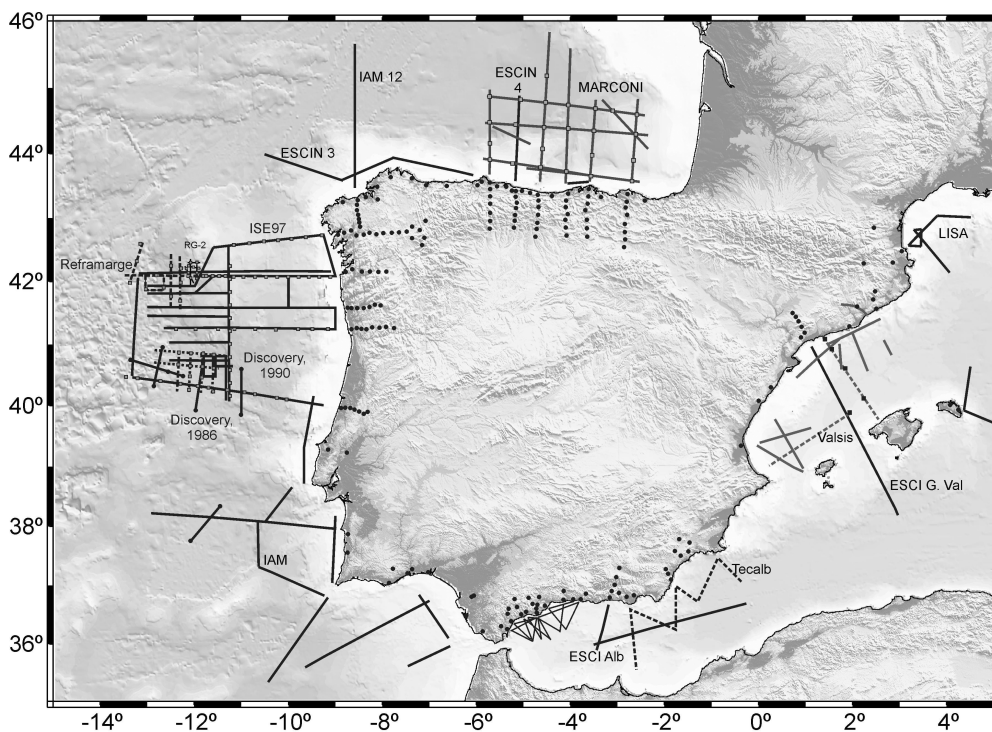 46º
IAM 12
ESCIN
4
MARCONI
44º
ESCIN 3
ISE97
RG-2
LISA
Reframarge
42º
Discovery,
1990
40º
Discovery,
1986
Valsis
ESCI G. Val
38º
IAM
Tecalb
36º
ESCI Alb
-14º -12º -10º -8º -6º -4º -2º 0º 2º 4º